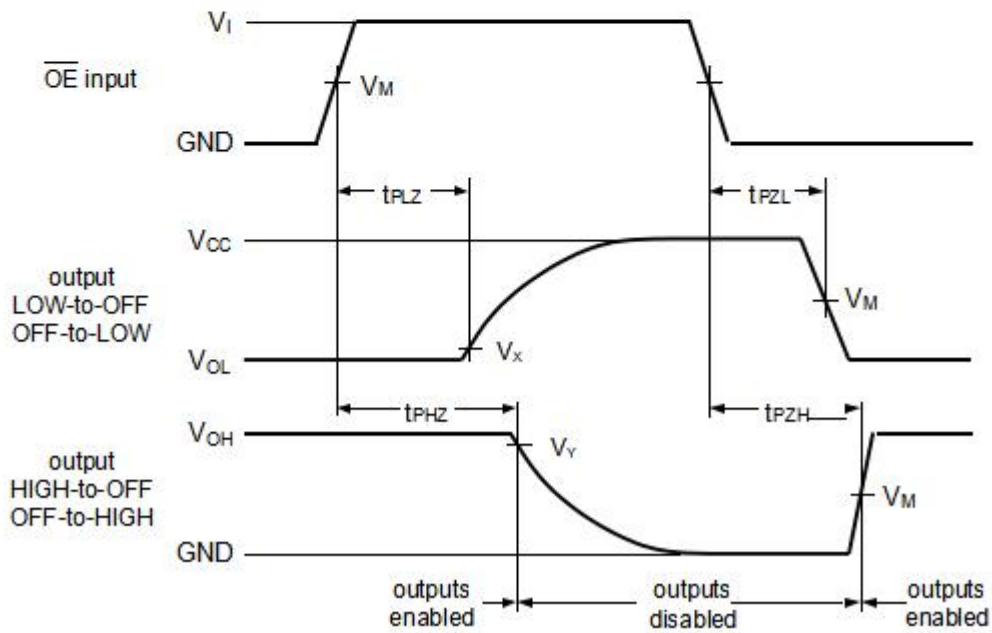 VI
OE input
VM
GND
tPLZ
tPZL
VCC
output
LOW-to-OFF
OFF-to-LOW
VM
VX
VOL
tPHZ
tPZH
VOH
output
HIGH-to-OFF
OFF-to-HIGH
VY
VM
GND
outputs
enabled
outputs
disabled
outputs
enabled